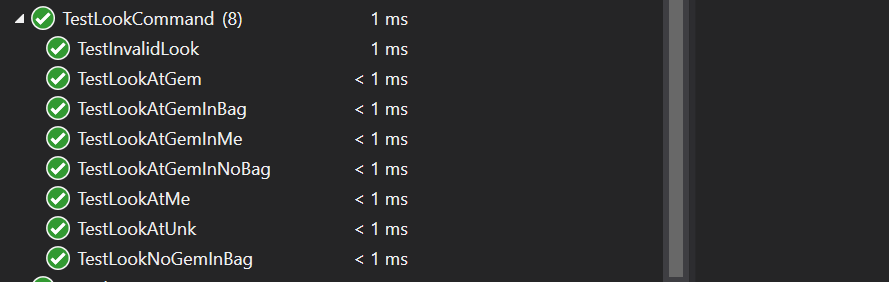 TestLookCommand (8) 1 ms
TestInvalidLook 1 ms
TestLookAtGem < 1 ms
TestLookAtGemInBag < 1 ms
TestLookAtGemInMe < 1 ms
TestLookAtGemInNoBag < 1 ms
TestLookAtMe < 1 ms
TestLookAtUnk < 1 ms
TestLookNoGemInBag < 1 ms